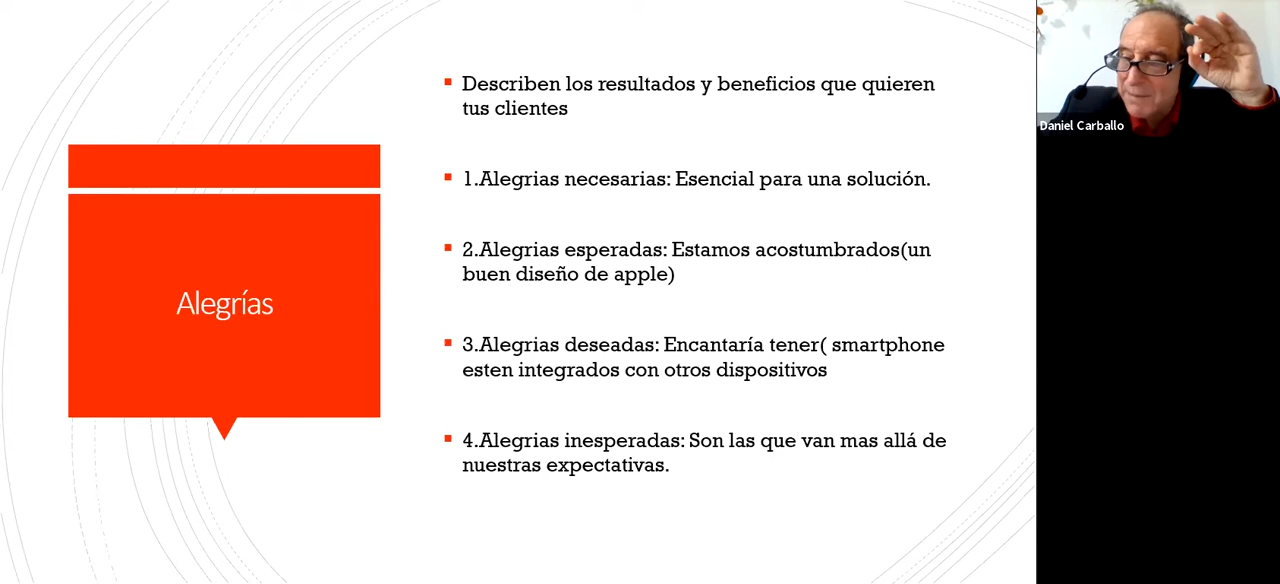 Alegrías
Describen los resultados y beneficios que quieren
tus clientes
1.Alegrias necesarias: Esencial para una solución.
2.Alegrias esperadas: Estamos acostumbrados(un
buen diseño de apple)
3.Alegrias deseadas: Encantaría tener( smartphone
esten integrados con otros dispositivos
4.Alegrias inesperadas: Son las que van mas allá de
nuestras expectativas.
Daniel Carballo